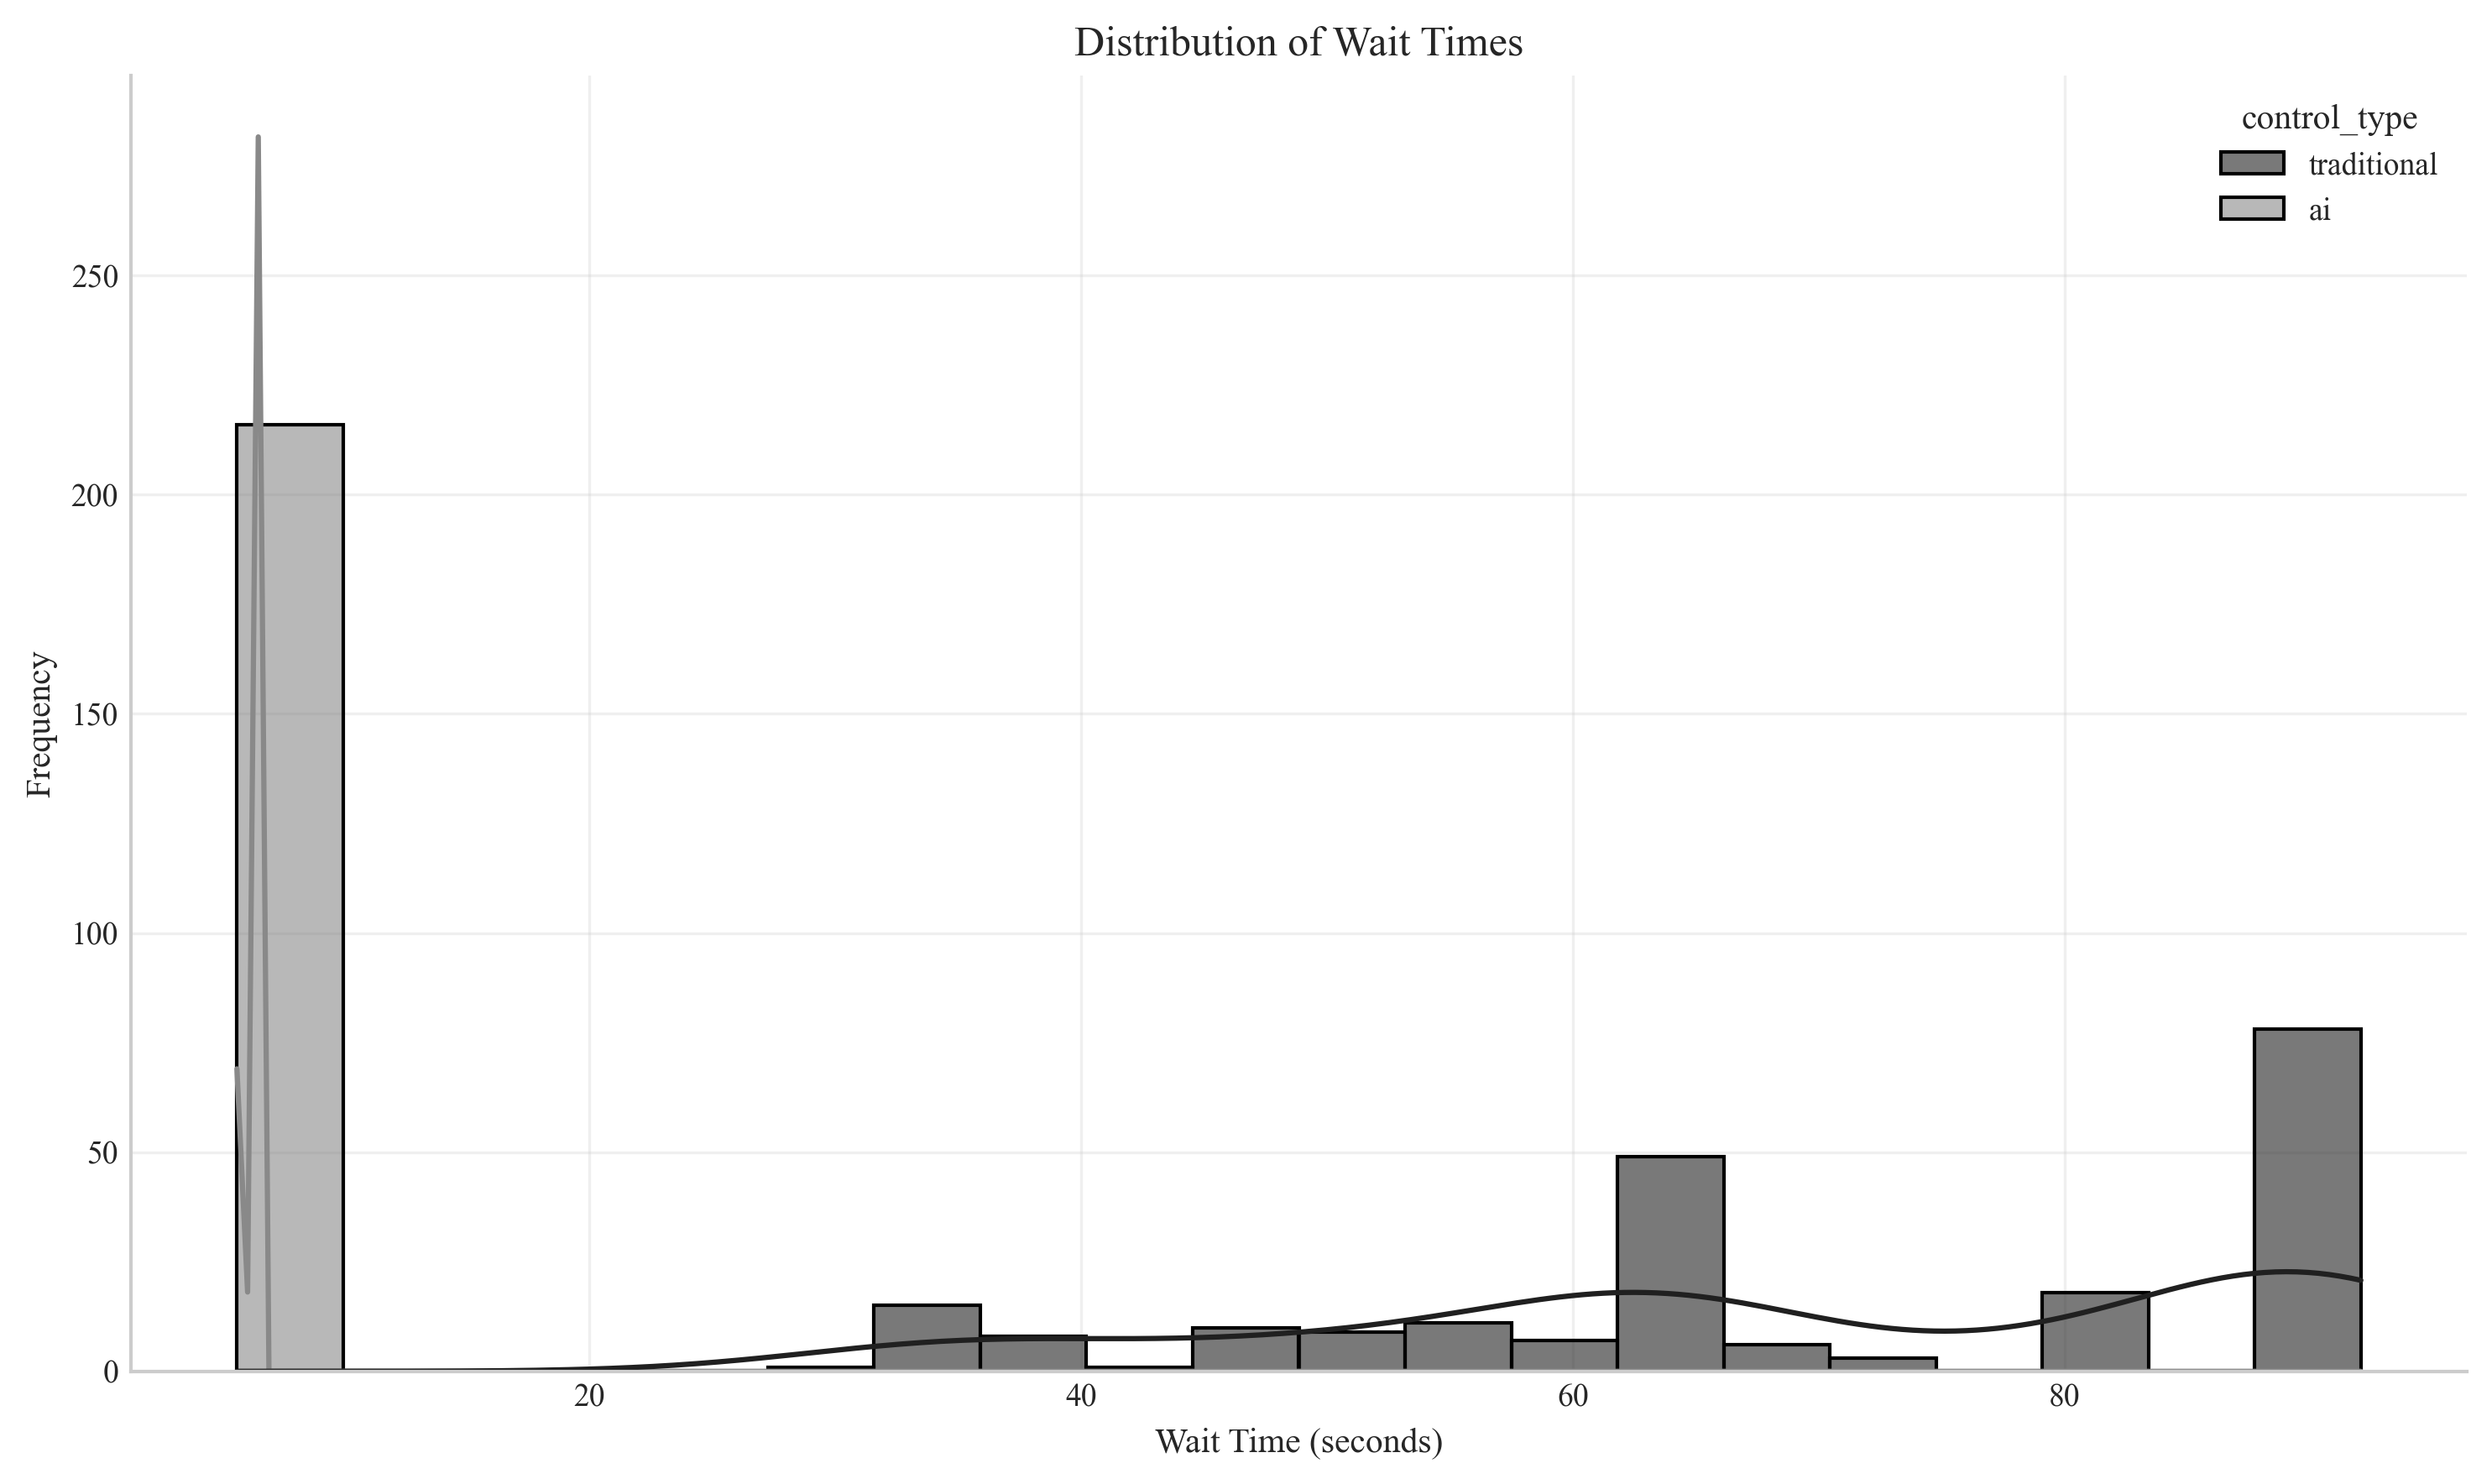 Distribution of Wait Times
control_type
traditional
ai
250
200
150
100
50
0
Frequency
20
40
60
80
Wait Time (seconds)